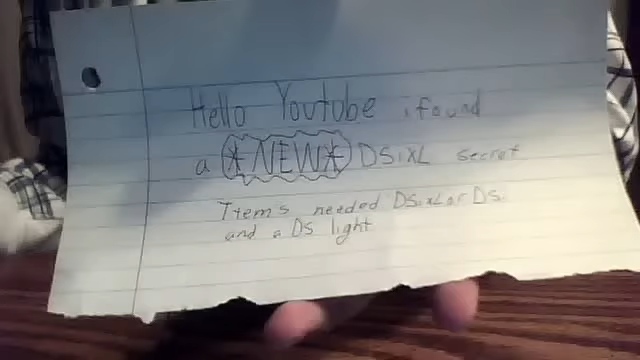 Hello Youtube i found
a *NEW* DSiXL secret
Items needed DSixl or DSi
and a DS light